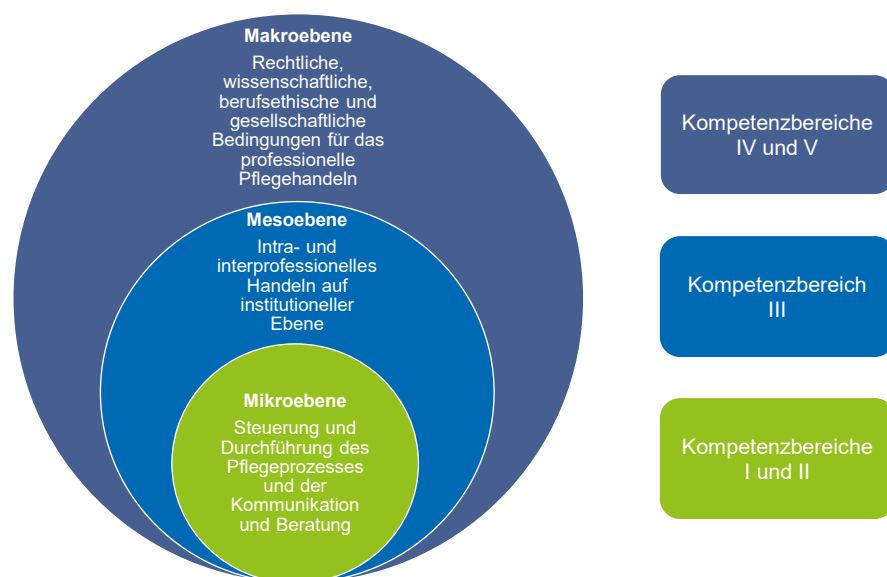 Makroebene
Rechtliche,
wissenschaftliche,
berufsethische und
gesellschaftliche
Bedingungen für das
professionelle
Pflegehandeln
Mesoebene
Intra- und
interprofessionelles
Handeln auf
institutioneller
Ebene
Mikroebene
Steuerung und
Durchführung des
Pflegeprozesses
und der
Kommunikation
und Beratung
Kompetenzbereiche
IV und V
Kompetenzbereich
III
Kompetenzbereiche
I und II